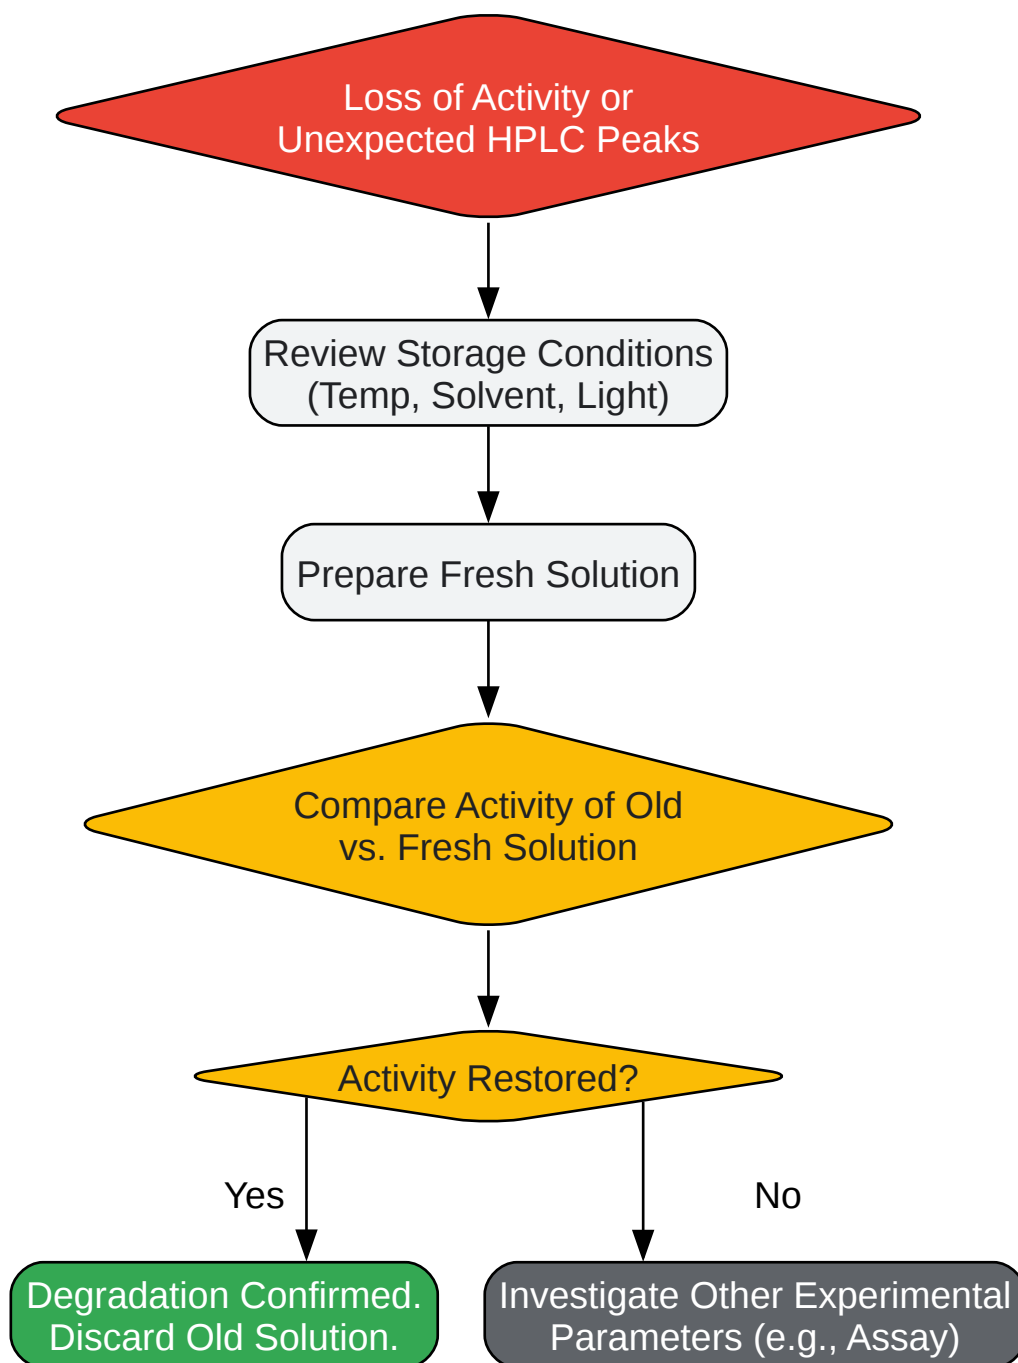 Loss of Activity or
Unexpected HPLC Peaks
Review Storage Conditions
(Temp, Solvent, Light)
Prepare Fresh Solution
Compare Activity of Old
vs. Fresh Solution
Activity Restored?
Yes
No
Degradation Confirmed.
Discard Old Solution.
Investigate Other Experimental
Parameters (e.g., Assay)